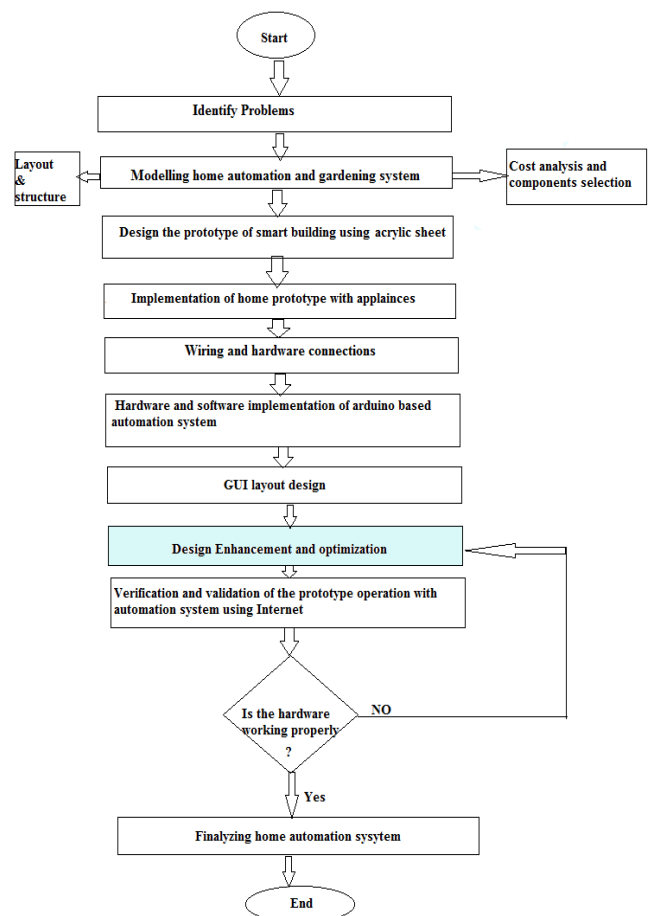 Start
Identify Problems
Layout
&
structure
Modelling home automation and gardening system
Cost analysis and
components selection
Design the prototype of smart building using acrylic sheet
Implementation of home prototype with applainces
Wiring and hardware connections
Hardware and software implementation of arduino based
automation system
GUI layout design
Design Enhancement and optimization
Verification and validation of the prototype operation with
automation system using Internet
Is the hardware
working properly
?
NO
Yes
Finalyzing home automation sysytem
End